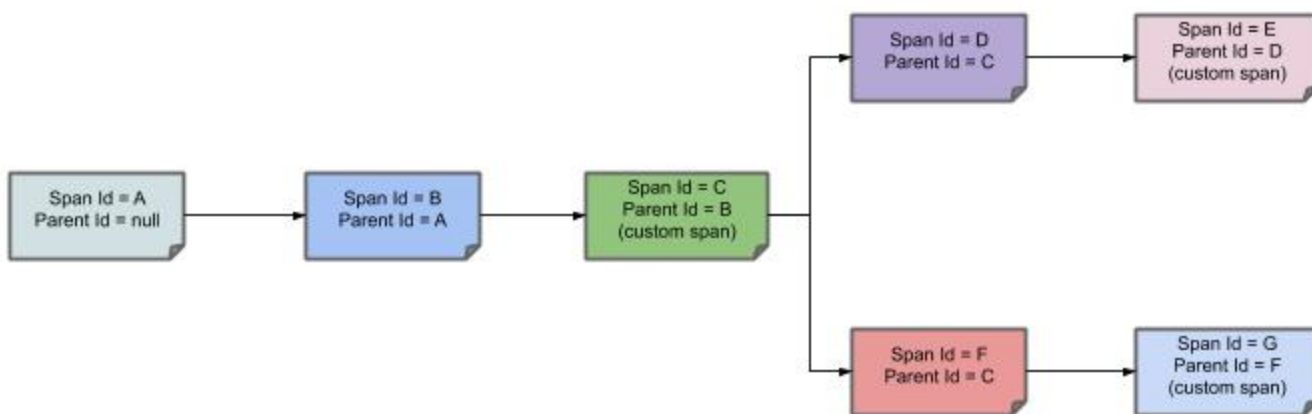 Span Id = A
Parent Id = null
Span Id = B
Parent Id = A
Span Id = C
Parent Id = B
(custom span)
Span Id = D
Parent Id = C
Span Id = E
Parent Id = D
(custom span)
Span Id = F
Parent Id = C
Span Id = G
Parent Id = F
(custom span)